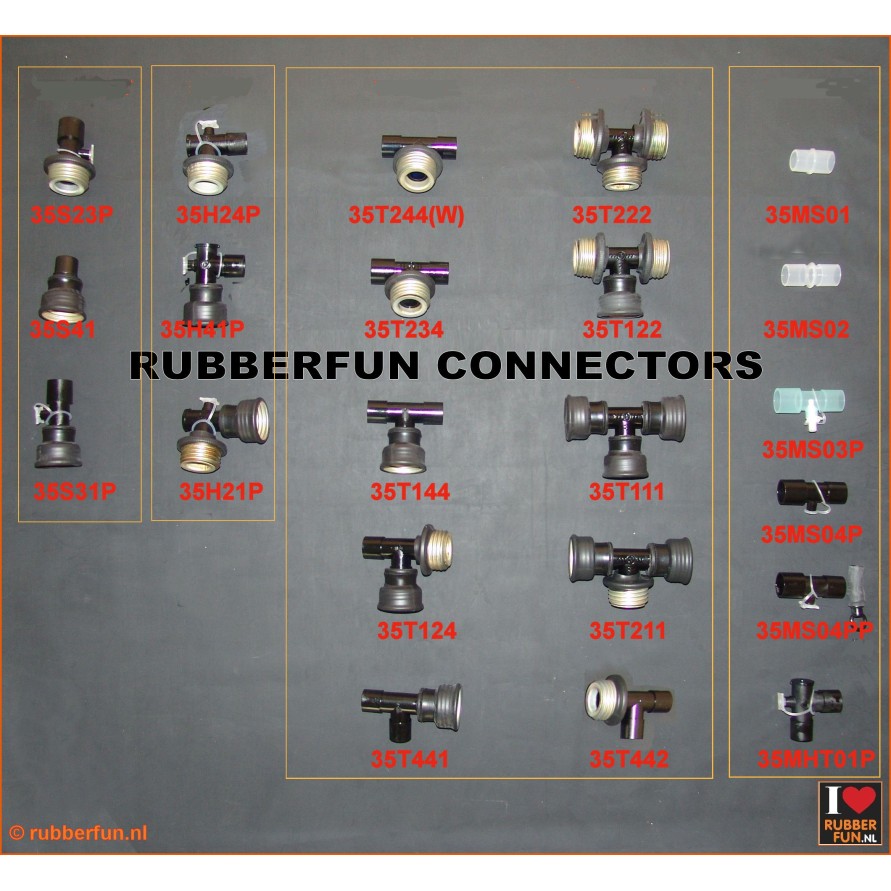 35S23P
35H24P
35T244(W)
35T222
35MS01
35S41
35H41P
35T234
35T122
35MS02
RUBBERFUN CONNECTORS
35S31P
35H21P
35T144
35T111
35MS03P
35MS04P
35T124
35T211
35MS04PP
35T441
35T442
35MHT01P
© rubberfun.nl
I
RUBBER
FUN.NL